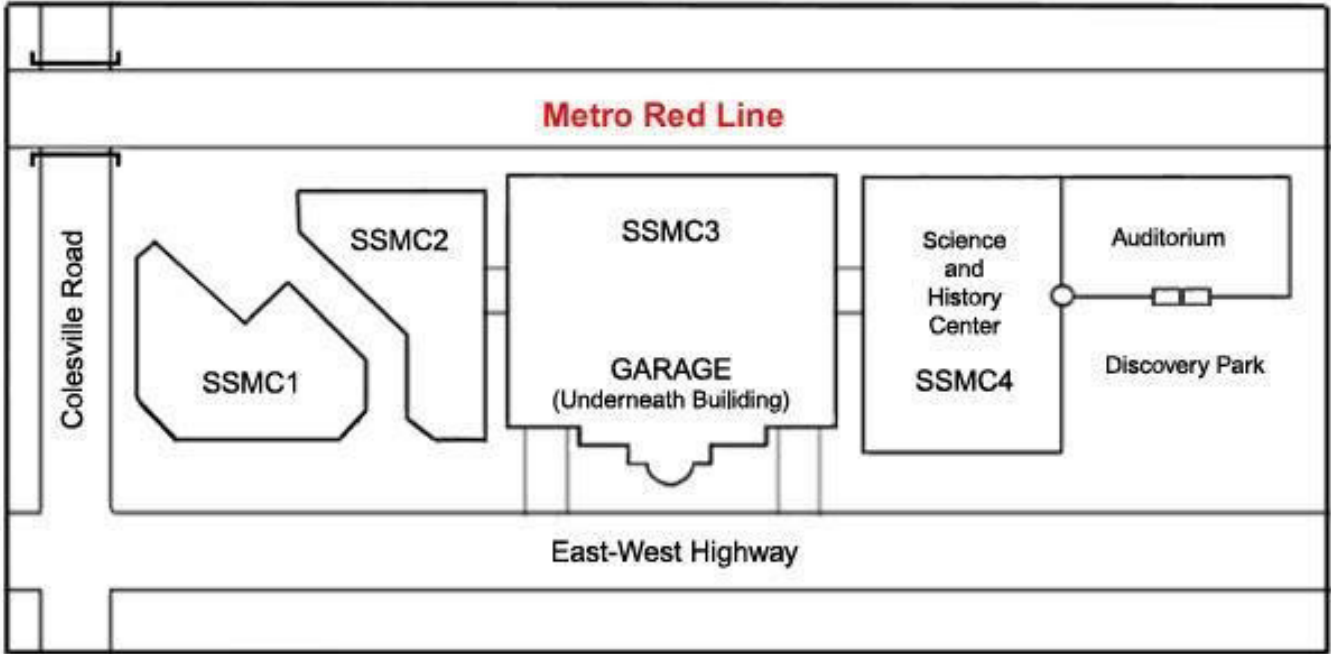 Metro Red Line
Colesville Road
SSMC1
SSMC2
SSMC3
GARAGE
(Underneath Builiding)
Science
and
History
Center
SSMC4
Auditorium
Discovery Park
East-West Highway